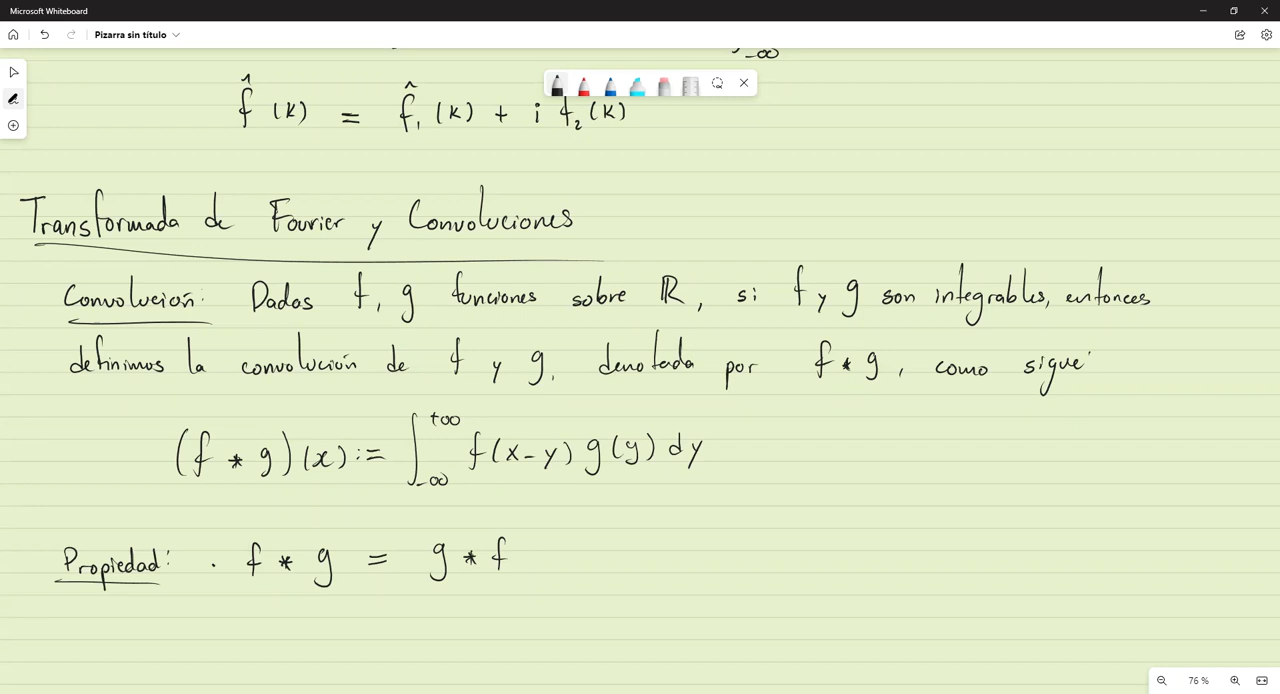 Microsoft Whiteboard
Pizarra sin título
-∞
f̂(k) = f̂₁(k) + i f₂(k)
Transformada de Fourier y Convoluciones
Convolución: Dados f, g funciones sobre ℝ, si f y g son integrables, entonces
definimos la convolución de f y g, denotada por f * g, como sigue:
(f * g)(x) := ∫_{-∞}^{+∞} f(x-y) g(y) dy
Propiedad: . f * g = g * f
76 %